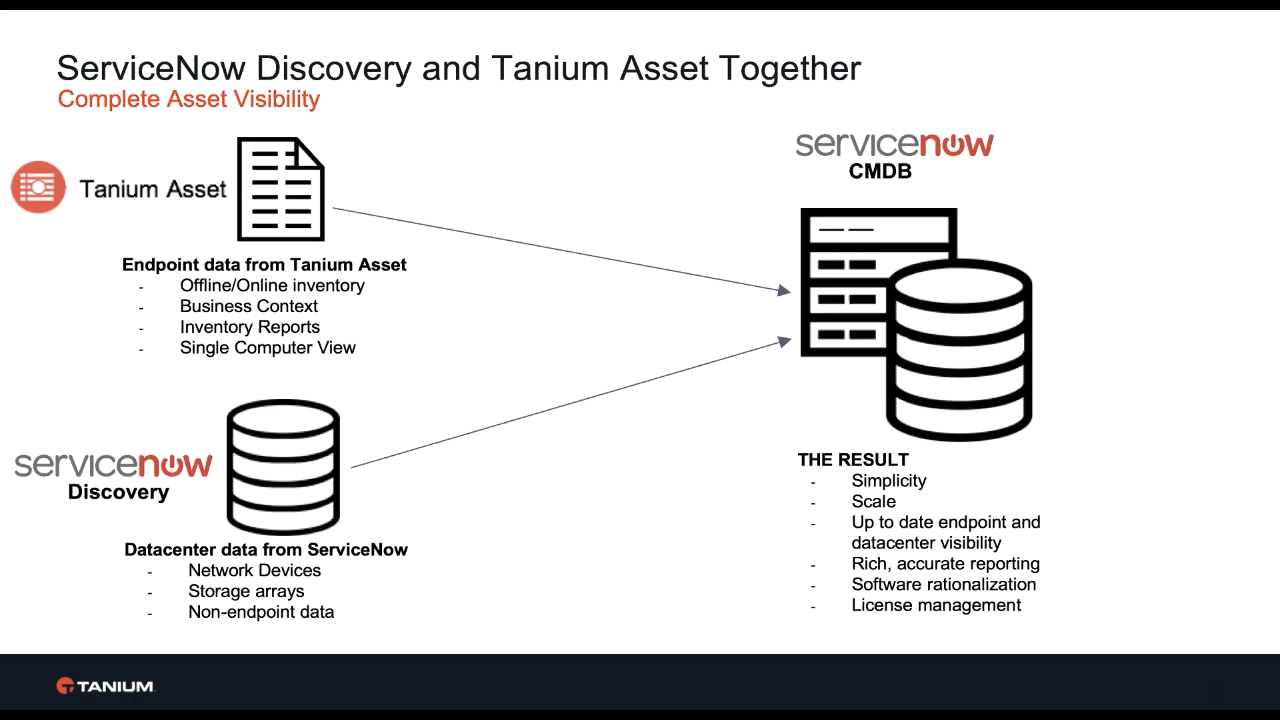 ServiceNow Discovery and Tanium Asset Together
Complete Asset Visibility
Tanium Asset
Endpoint data from Tanium Asset
- Offline/Online inventory
- Business Context
- Inventory Reports
- Single Computer View
servicenow
Discovery
Datacenter data from ServiceNow
- Network Devices
- Storage arrays
- Non-endpoint data
servicenow
CMDB
THE RESULT
- Simplicity
- Scale
- Up to date endpoint and
datacenter visibility
- Rich, accurate reporting
- Software rationalization
- License management
TANIUM